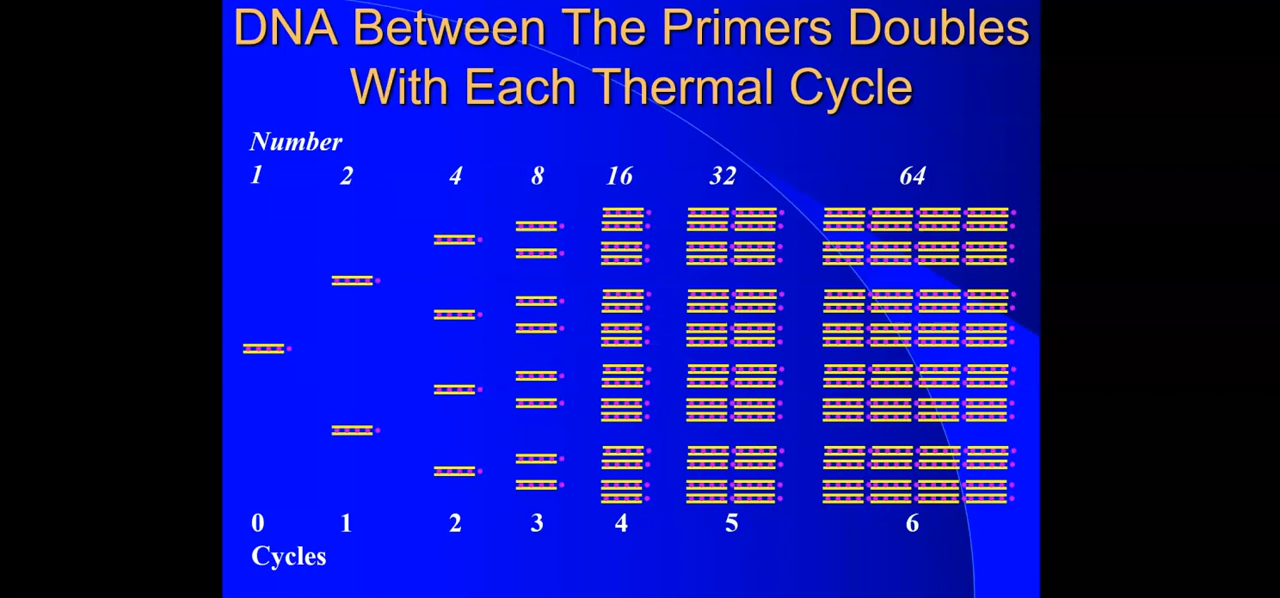 DNA Between The Primers Doubles
With Each Thermal Cycle
Number
1 2 4 8 16 32 64
0 1 2 3 4 5 6
Cycles